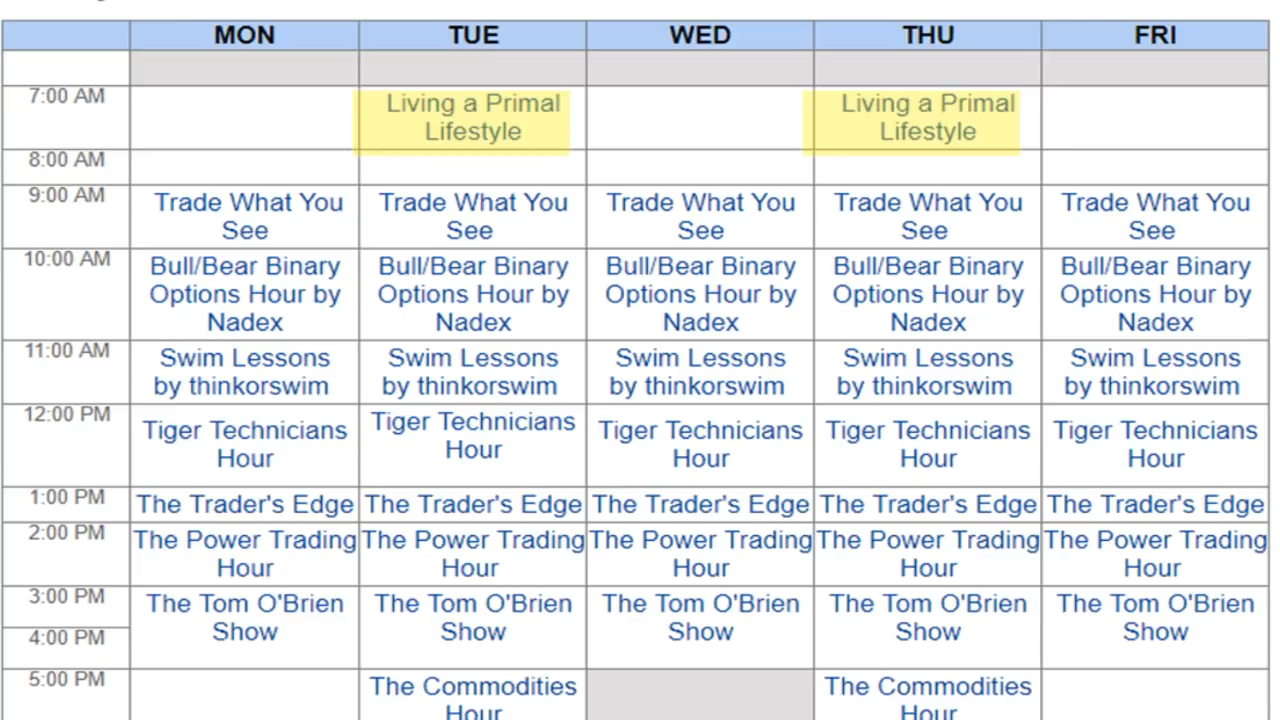 MON TUE WED THU FRI
7:00 AM Living a Primal Living a Primal
Lifestyle Lifestyle
8:00 AM
9:00 AM Trade What You Trade What You Trade What You Trade What You Trade What You
See See See See See
10:00 AM Bull/Bear Binary Bull/Bear Binary Bull/Bear Binary Bull/Bear Binary Bull/Bear Binary
Options Hour by Options Hour by Options Hour by Options Hour by Options Hour by
Nadex Nadex Nadex Nadex Nadex
11:00 AM Swim Lessons Swim Lessons Swim Lessons Swim Lessons Swim Lessons
by thinkorswim by thinkorswim by thinkorswim by thinkorswim by thinkorswim
12:00 PM Tiger Technicians Tiger Technicians Tiger Technicians Tiger Technicians Tiger Technicians
Hour Hour Hour Hour Hour
1:00 PM The Trader's Edge The Trader's Edge The Trader's Edge The Trader's Edge The Trader's Edge
2:00 PM The Power Trading The Power Trading The Power Trading The Power Trading The Power Trading
Hour Hour Hour Hour Hour
3:00 PM The Tom O'Brien The Tom O'Brien The Tom O'Brien The Tom O'Brien The Tom O'Brien
4:00 PM Show Show Show Show Show
5:00 PM The Commodities The Commodities
Hour Hour